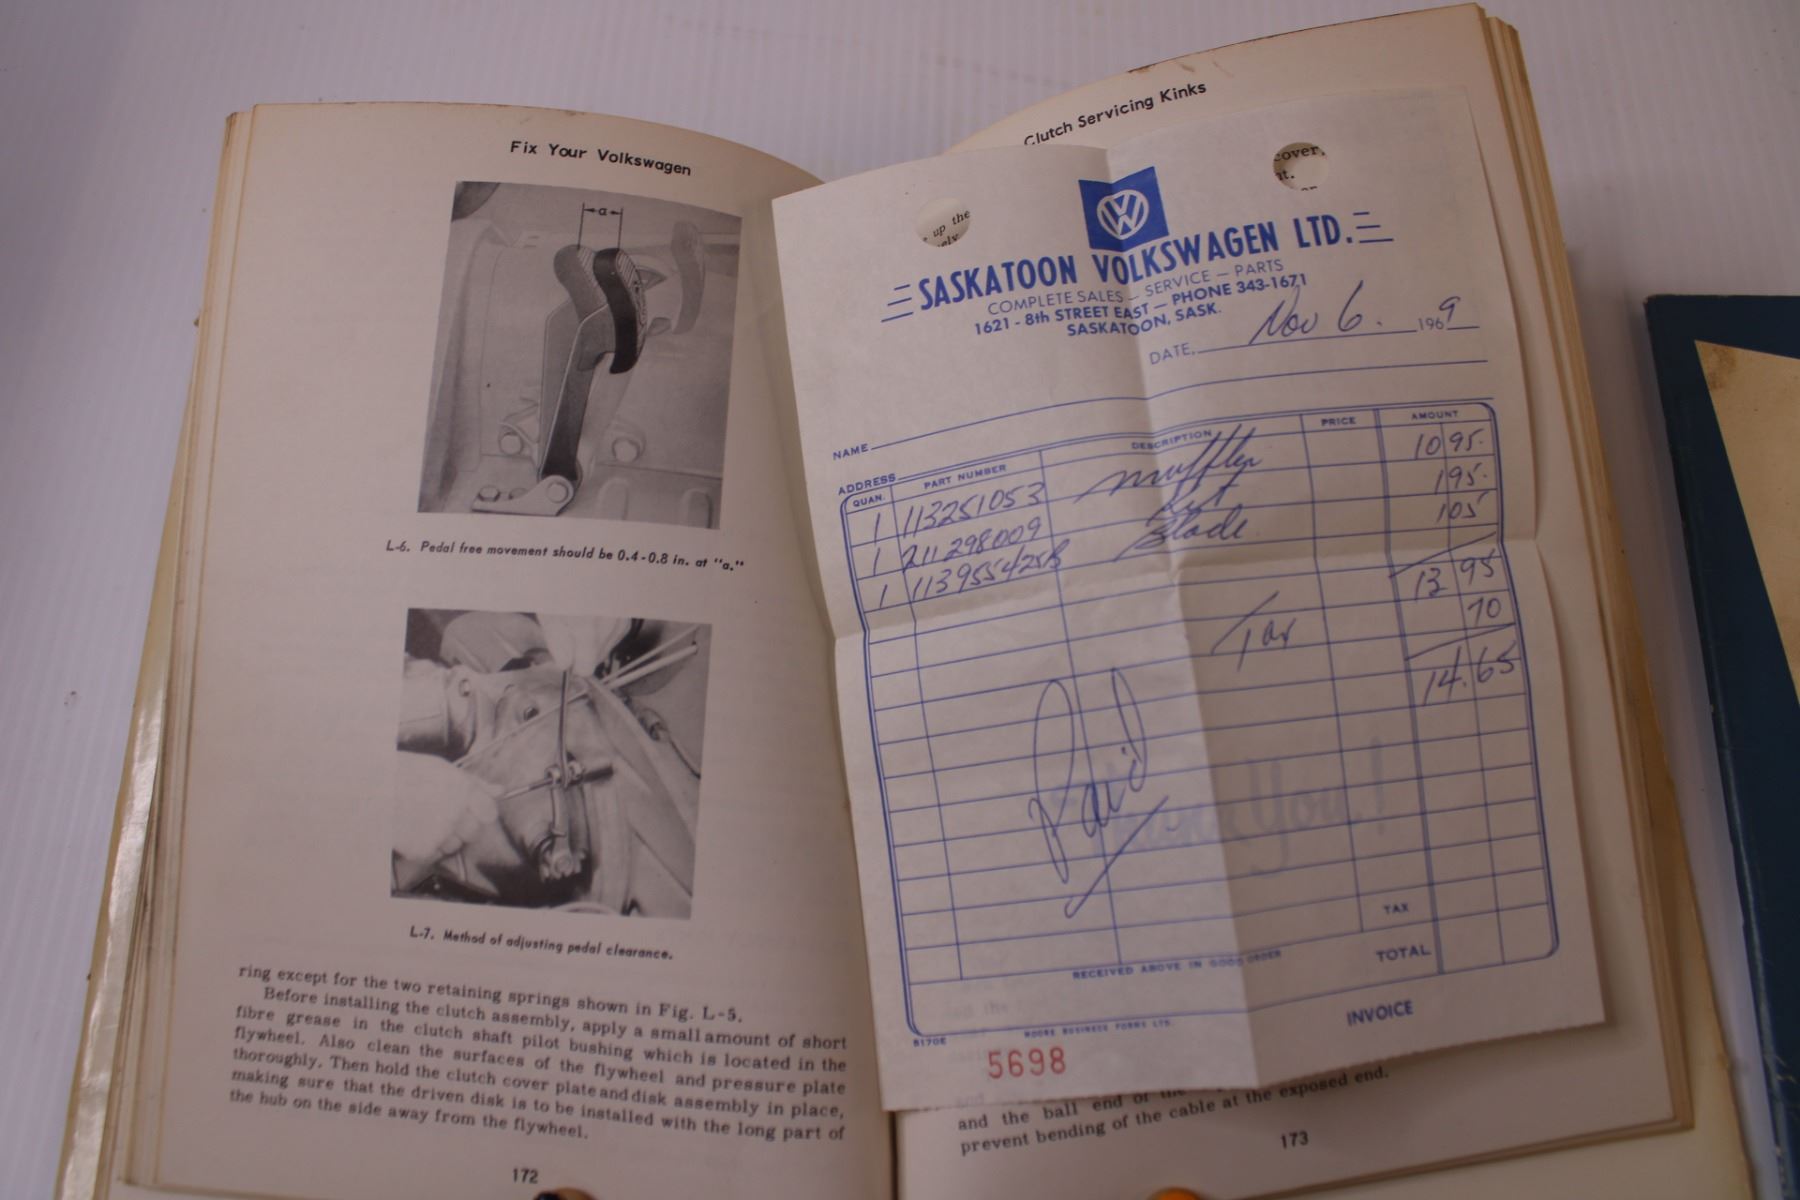 Fix Your Volkswagen
a
L-6. Pedal free movement should be 0.4-0.8 in. at "a."
L-7. Method of adjusting pedal clearance.
ring except for the two retaining springs shown in Fig. L-5.
Before installing the clutch assembly, apply a small amount of short
fibre grease in the clutch shaft pilot bushing which is located in the
flywheel. Also clean the surfaces of the flywheel and pressure plate
thoroughly. Then hold the clutch cover plate and disk assembly in place,
making sure that the driven disk is to be installed with the long part of
the hub on the side away from the flywheel.
172
Clutch Servicing Kinks
cover,
up the
SASKATOON VOLKSWAGEN LTD.
COMPLETE SALES - SERVICE - PARTS
1621 - 8th STREET EAST - PHONE 343-1671
SASKATOON, SASK.
DATE, Nov 6. 1969
NAME
ADDRESS
QUAN. PART NUMBER DESCRIPTION PRICE AMOUNT
1 113251053 muffler 10 95.
1 211298009 Kit 1 95.
1 113955425B Blade 1 05
13 95
Tax 70
14.65
Paid
Thank You!
TAX
RECEIVED ABOVE IN GOOD ORDER TOTAL
5170E MOORE BUSINESS FORMS LTD. INVOICE
5698
and the ball end of the
prevent bending of the cable at the exposed end.
173